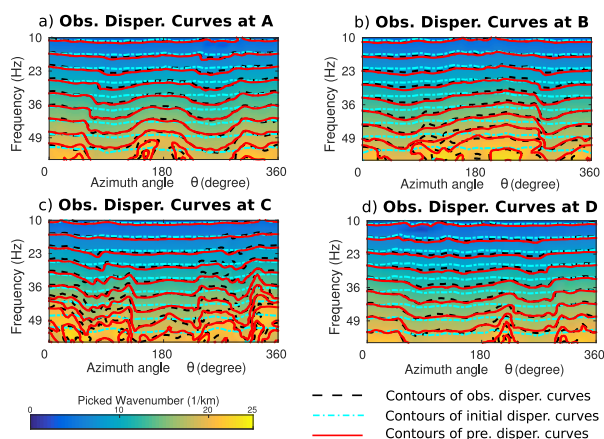 a) Obs. Disper. Curves at A
10
23
36
49
Frequency (Hz)
0 180 360
Azimuth angle θ (degree)
b) Obs. Disper. Curves at B
10
23
36
49
Frequency (Hz)
0 180 360
Azimuth angle θ (degree)
c) Obs. Disper. Curves at C
10
23
36
49
Frequency (Hz)
0 180 360
Azimuth angle θ (degree)
d) Obs. Disper. Curves at D
10
23
36
49
Frequency (Hz)
0 180 360
Azimuth angle θ (degree)
Picked Wavenumber (1/km)
0 10 20 25
Contours of obs. disper. curves
Contours of initial disper. curves
Contours of pre. disper. curves